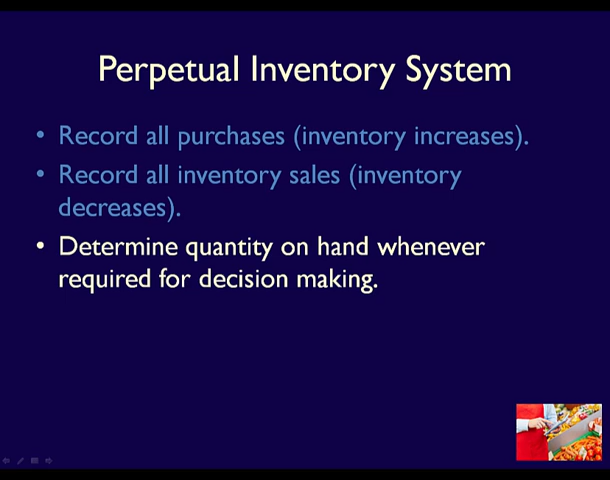 Perpetual Inventory System
• Record all purchases (inventory increases).
• Record all inventory sales (inventory
decreases).
• Determine quantity on hand whenever
required for decision making.